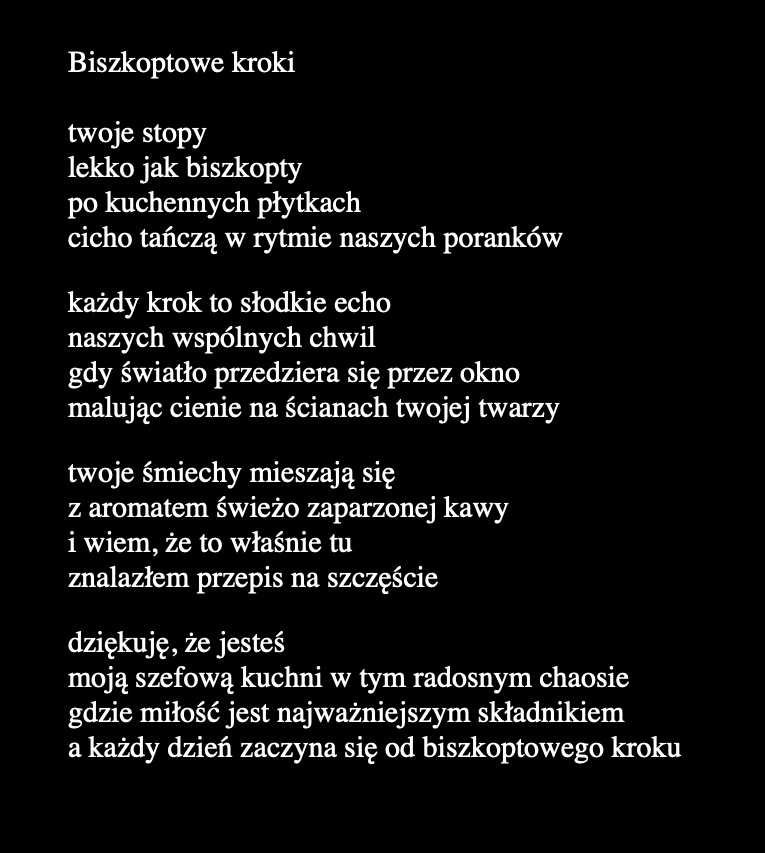 Biszkoptowe kroki
twoje stopy
lekko jak biszkopty
po kuchennych płytkach
cicho tańczą w rytmie naszych poranków
każdy krok to słodkie echo
naszych wspólnych chwil
gdy światło przedziera się przez okno
malując cienie na ścianach twojej twarzy
twoje śmiechy mieszają się
z aromatem świeżo zaparzonej kawy
i wiem, że to właśnie tu
znalazłem przepis na szczęście
dziękuję, że jesteś
moją szefową kuchni w tym radosnym chaosie
gdzie miłość jest najważniejszym składnikiem
a każdy dzień zaczyna się od biszkoptowego kroku